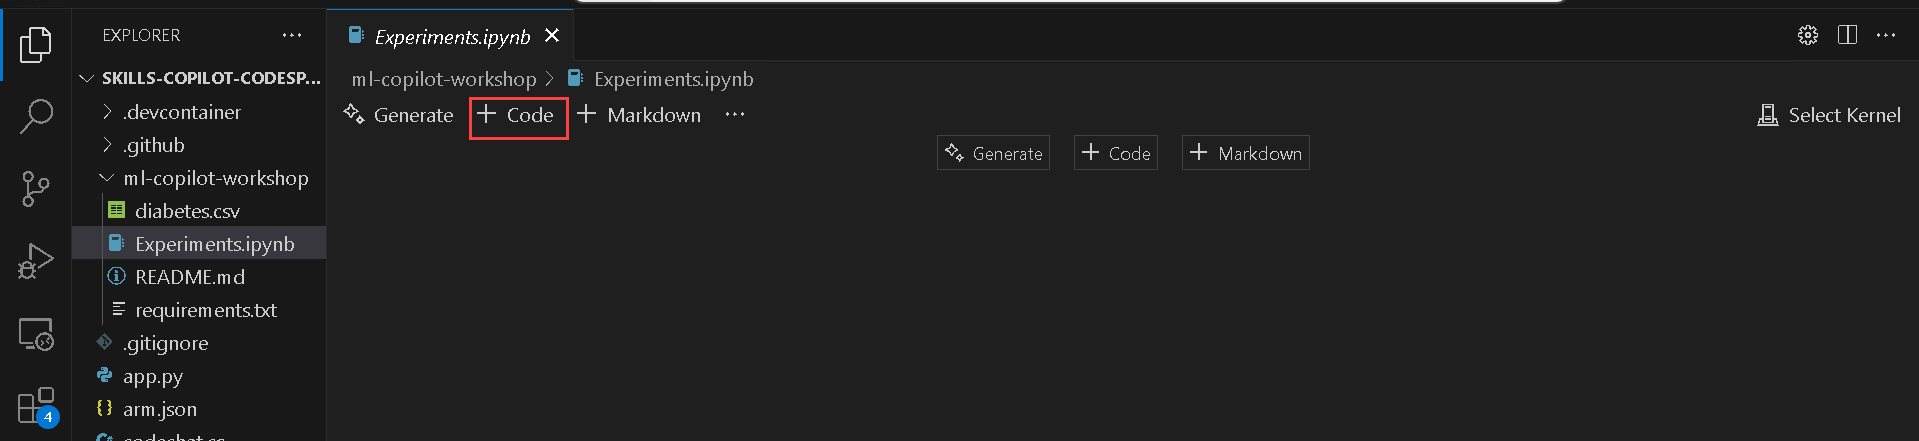 EXPLORER
SKILLS-COPILOT-CODESP...
.devcontainer
.github
ml-copilot-workshop
diabetes.csv
Experiments.ipynb
README.md
requirements.txt
.gitignore
app.py
{} arm.json
4
Experiments.ipynb
ml-copilot-workshop > Experiments.ipynb
Generate + Code + Markdown ...
Select Kernel
Generate + Code + Markdown